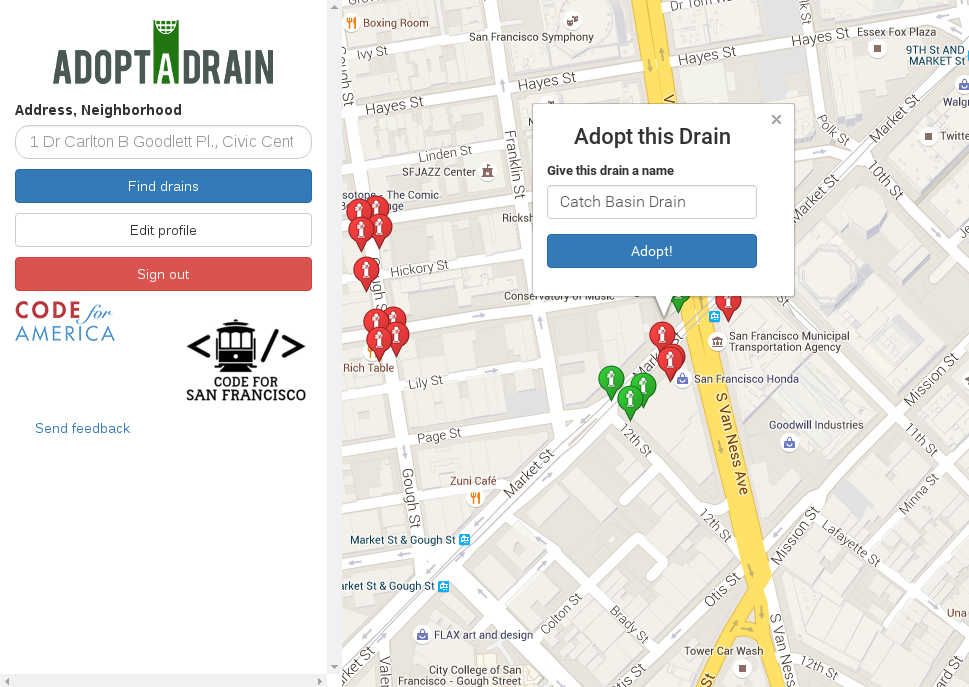 ADOPTADRAIN
Address, Neighborhood
1 Dr Carlton B Goodlett Pl., Civic Cent
Find drains
Edit profile
Sign out
CODE for
AMERICA
CODE FOR
SAN FRANCISCO
Send feedback
Boxing Room
San Francisco Symphony
Dr Tom
Essex Fox Plaza
9TH St AND
MARKET St
Ivy St
Hayes St
Hayes St
Hayes St
Gough St
Polk St
Polk St
Market St
Walgr
Twitte
Linden St
Franklin St
SFJAZZ Center
10th St
Market St
Adopt this Drain
×
Give this drain a name
Catch Basin Drain
Adopt!
isotope - The Comic
Ricksh
Hickory St
Gough St
Conservatory of Music
San Francisco Municipal
Transportation Agency
Market St
Rich Table
Lily St
San Francisco Honda
Mission St
S Van Ness Ave
Goodwill Industries
Page St
12th St
11th St
Zuni Café
Market St
Gough St
Minna St
12th St
Mission St
Lafayette St
Market St & Gough St
arket St & Gough St
Otis St
Colton St
Brady St
FLAX art and design
Una
Tower Car Wash
S Van Ness
Market St
City College of San
Francisco - Gough Street
12th St